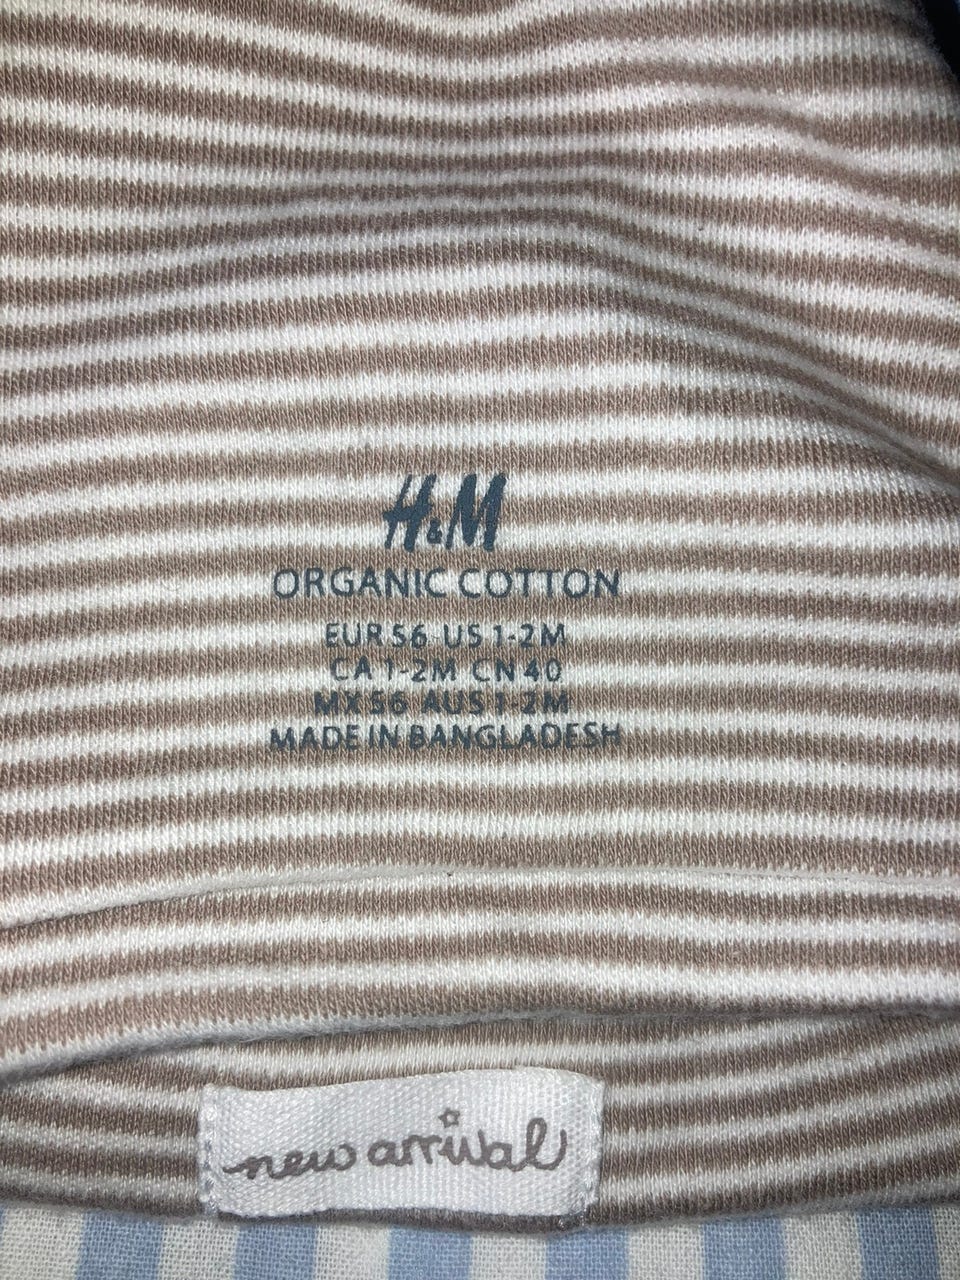 H&M
ORGANIC COTTON
EUR 56 US 1-2M
CA 1-2M CN 40
MX 56 AUS 1-2M
MADE IN BANGLADESH
new arrival